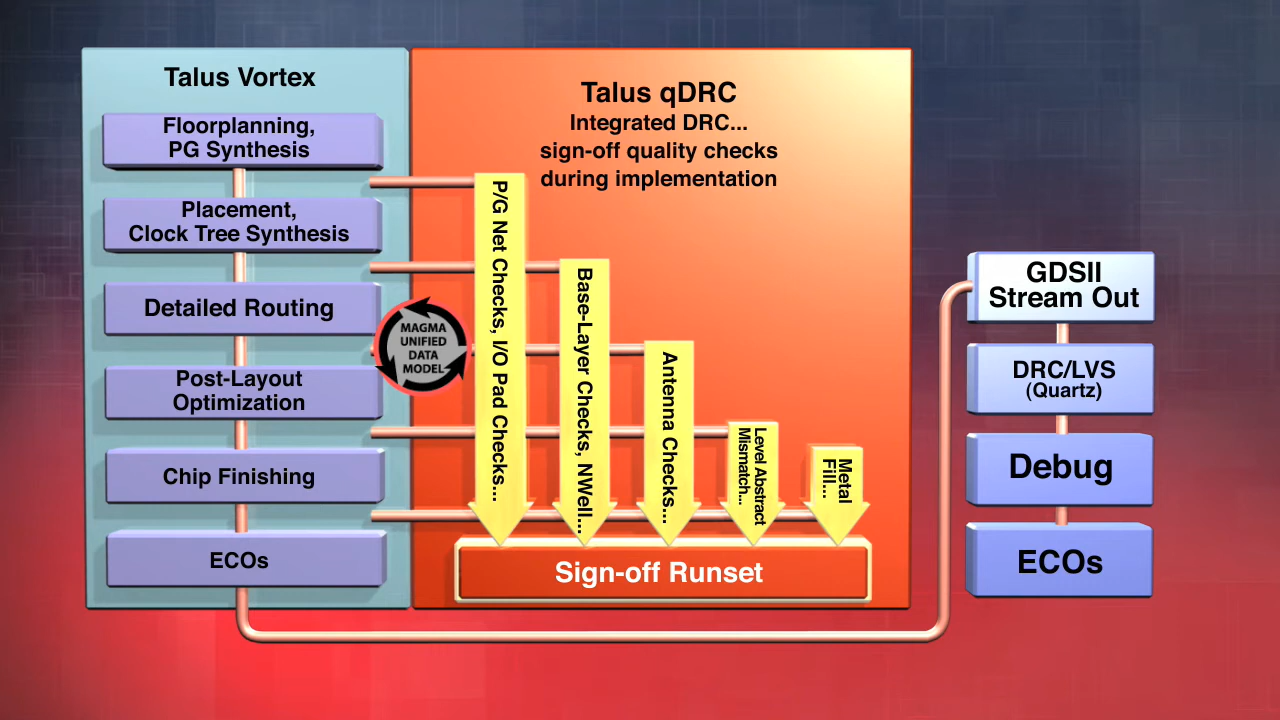 Talus Vortex
Floorplanning,
PG Synthesis
Placement,
Clock Tree Synthesis
Detailed Routing
Post-Layout
Optimization
Chip Finishing
ECOs
MAGMA
UNIFIED
DATA
MODEL
Talus qDRC
Integrated DRC...
sign-off quality checks
during implementation
P/G Net Checks, I/O Pad Checks...
Base-Layer Checks, NWell...
Antenna Checks...
Level Abstract
Mismatch...
Metal
Fill...
Sign-off Runset
GDSII
Stream Out
DRC/LVS
(Quartz)
Debug
ECOs